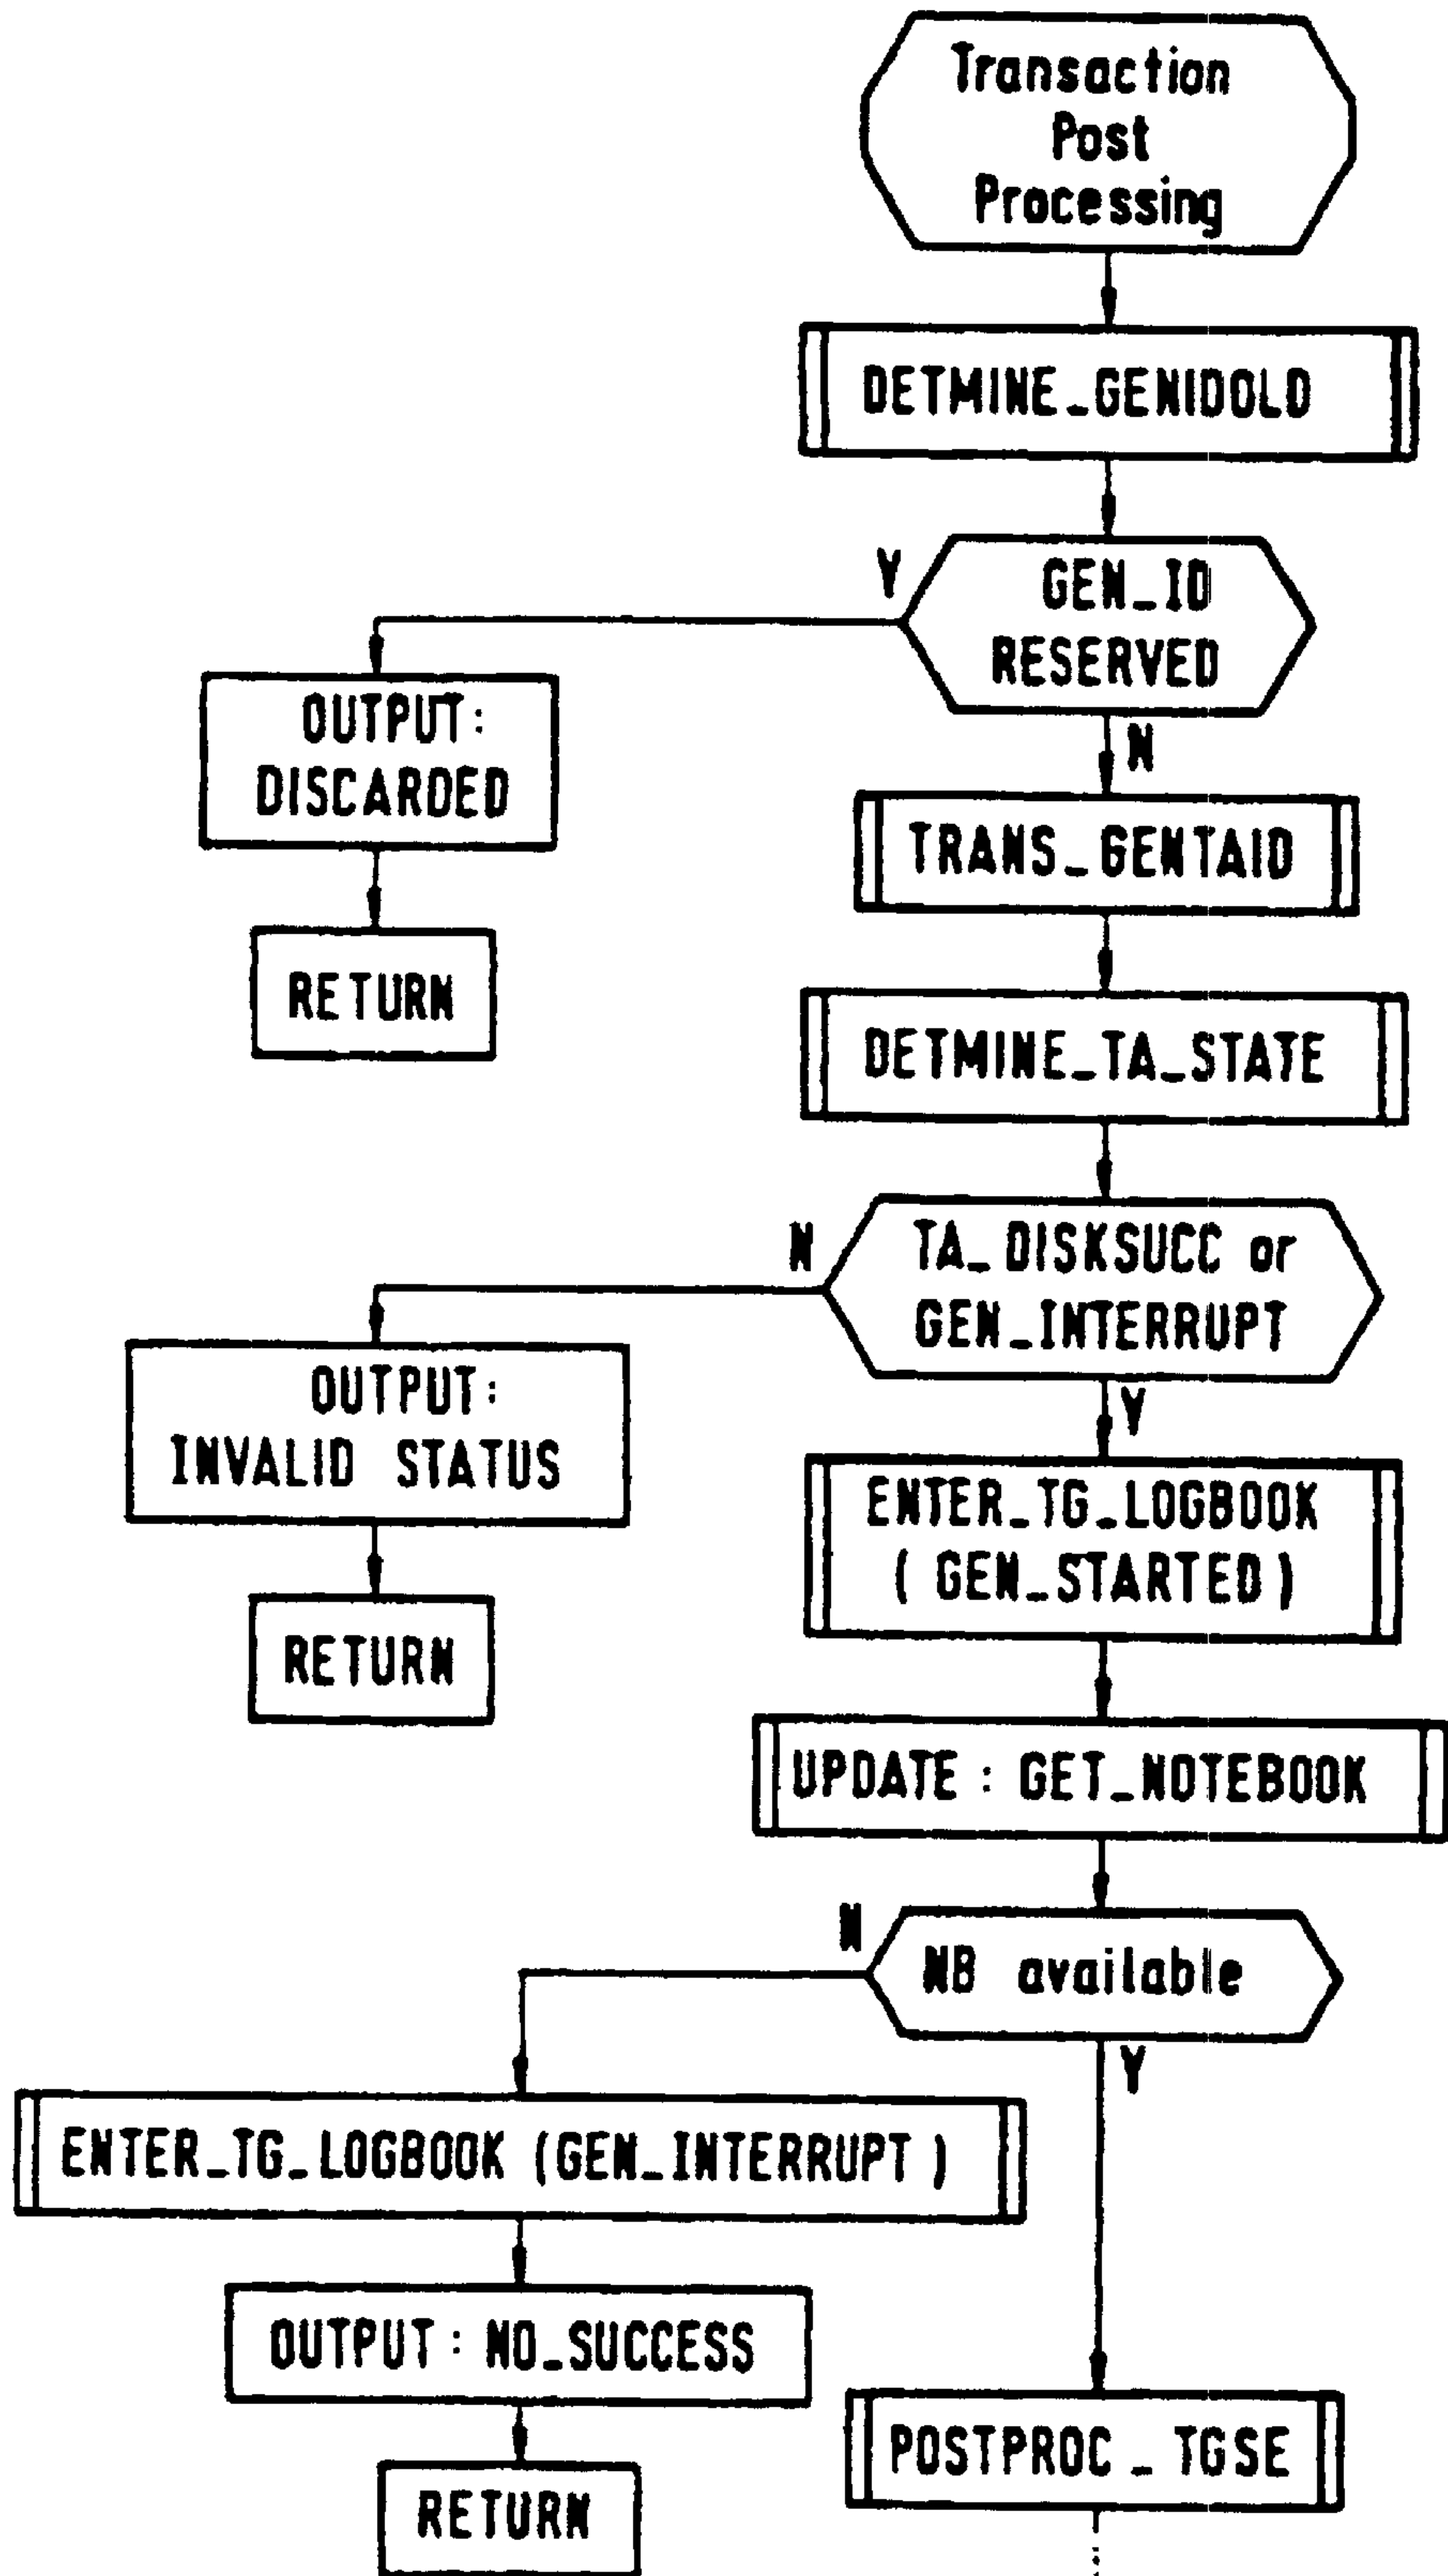 Transaction
Post
Processing
DETMINE_GENIDOLD
Y
GEN_ID
RESERVED
OUTPUT:
DISCARDED
N
TRANS_GENTAID
RETURN
DETMINE_TA_STATE
N
TA_DISKSUCC or
GEN_INTERRUPT
OUTPUT:
INVALID STATUS
Y
ENTER_TG_LOGBOOK
( GEN_STARTED )
RETURN
UPDATE : GET_NOTEBOOK
N
NB available
Y
ENTER_TG_LOGBOOK (GEN_INTERRUPT )
OUTPUT : NO_SUCCESS
POSTPROC _ TGSE
RETURN